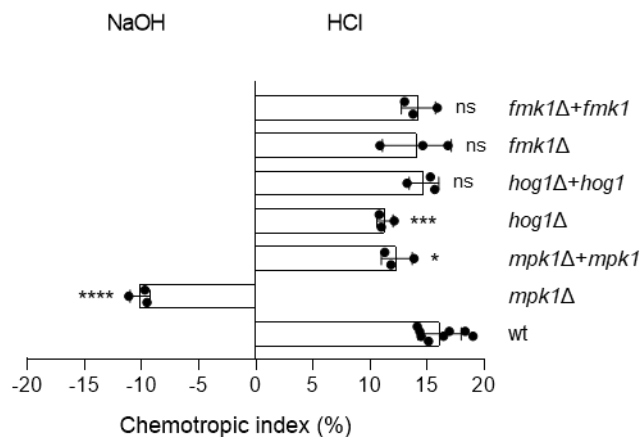 NaOH HCl
ns fmk1Δ+fmk1
ns fmk1Δ
ns hog1Δ+hog1
*** hog1Δ
* mpk1Δ+mpk1
**** mpk1Δ
wt
-20 -15 -10 -5 0 5 10 15 20
Chemotropic index (%)